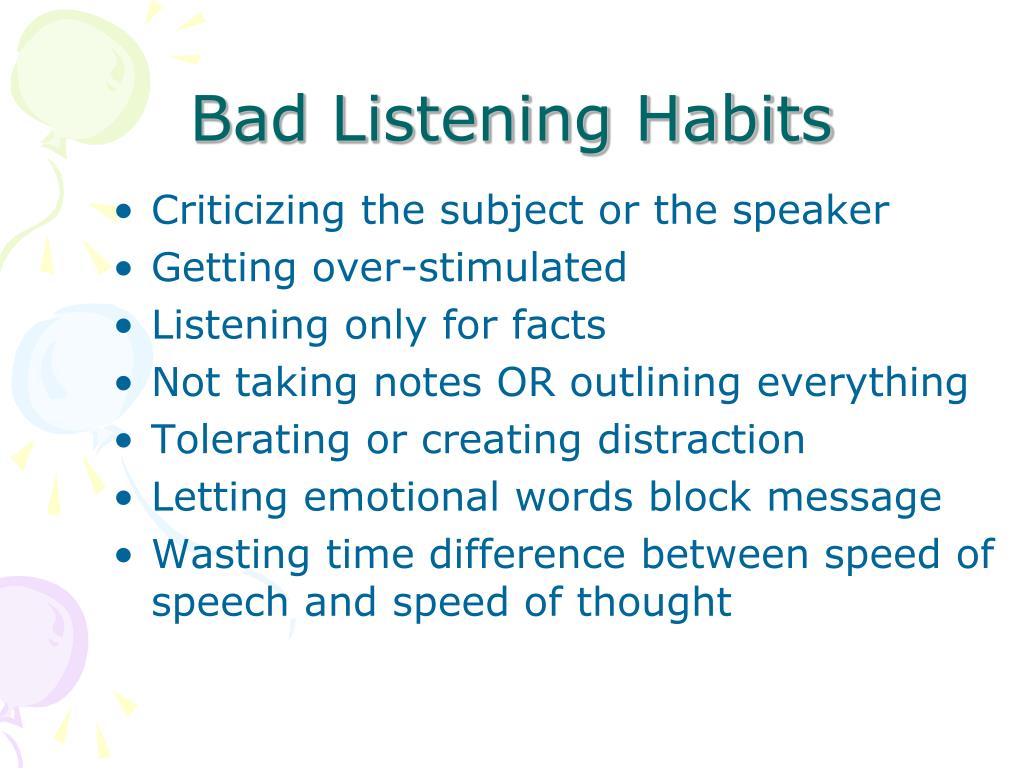 Bad Listening Habits
• Criticizing the subject or the speaker
• Getting over-stimulated
• Listening only for facts
• Not taking notes OR outlining everything
• Tolerating or creating distraction
• Letting emotional words block message
• Wasting time difference between speed of
speech and speed of thought